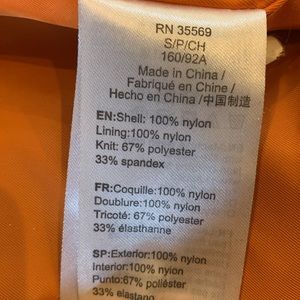 RN 35569
S/P/CH
160/92A
Made in China /
Fabriqué en Chine /
Hecho en China /中国制造
EN:Shell: 100% nylon
Lining:100% nylon
Knit: 67% polyester
33% spandex
FR:Coquille: 100% nylon
Doublure: 100% nylon
Tricoté: 67% polyester
33% élasthanne
SP:Exterior: 100% nylon
Interior: 100% nylon
Punto:67% poliéster
33% elastano